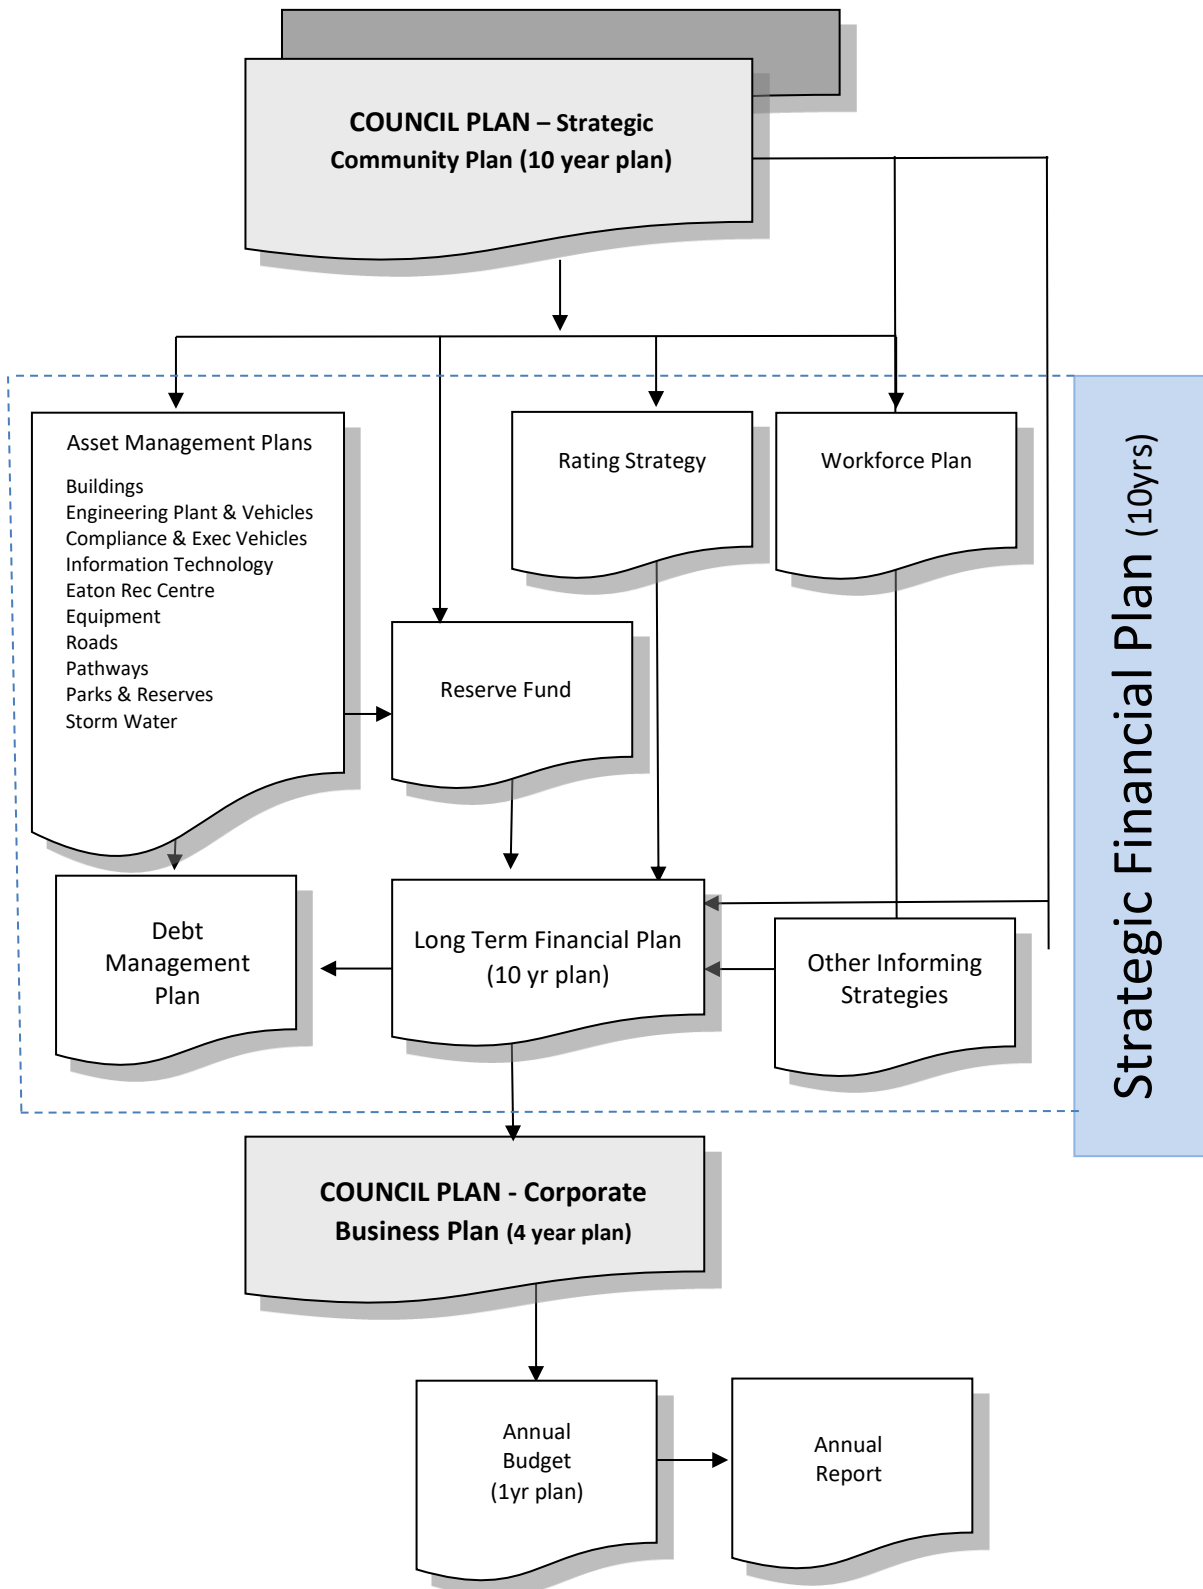 COUNCIL PLAN – Strategic
Community Plan (10 year plan)
Asset Management Plans
Buildings
Engineering Plant & Vehicles
Compliance & Exec Vehicles
Information Technology
Eaton Rec Centre
Equipment
Roads
Pathways
Parks & Reserves
Storm Water
Reserve Fund
Rating Strategy
Workforce Plan
Strategic Financial Plan (10yrs)
Debt
Management
Plan
Long Term Financial Plan
(10 yr plan)
Other Informing
Strategies
COUNCIL PLAN - Corporate
Business Plan (4 year plan)
Annual
Budget
(1yr plan)
Annual
Report